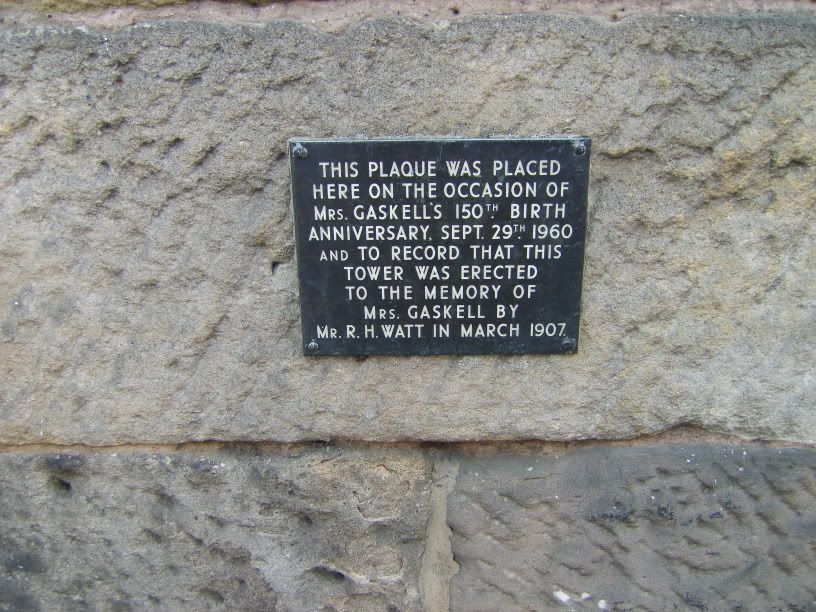 THIS PLAQUE WAS PLACED
HERE ON THE OCCASION OF
MRS. GASKELL'S 150TH. BIRTH
ANNIVERSARY, SEPT. 29TH 1960
AND TO RECORD THAT THIS
TOWER WAS ERECTED
TO THE MEMORY OF
MRS. GASKELL BY
MR. R. H. WATT IN MARCH 1907.